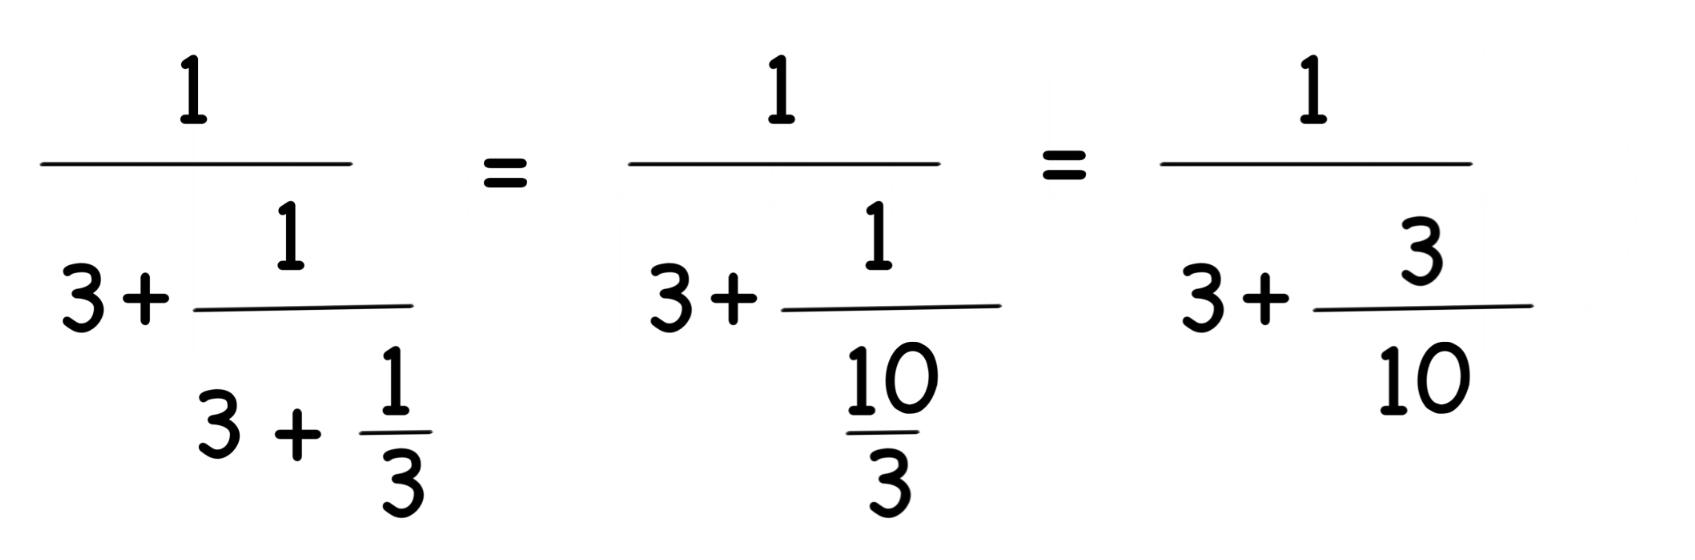 1/(3+1/(3 + 1/3)) = 1/(3+1/(10/3)) = 1/(3+3/10)